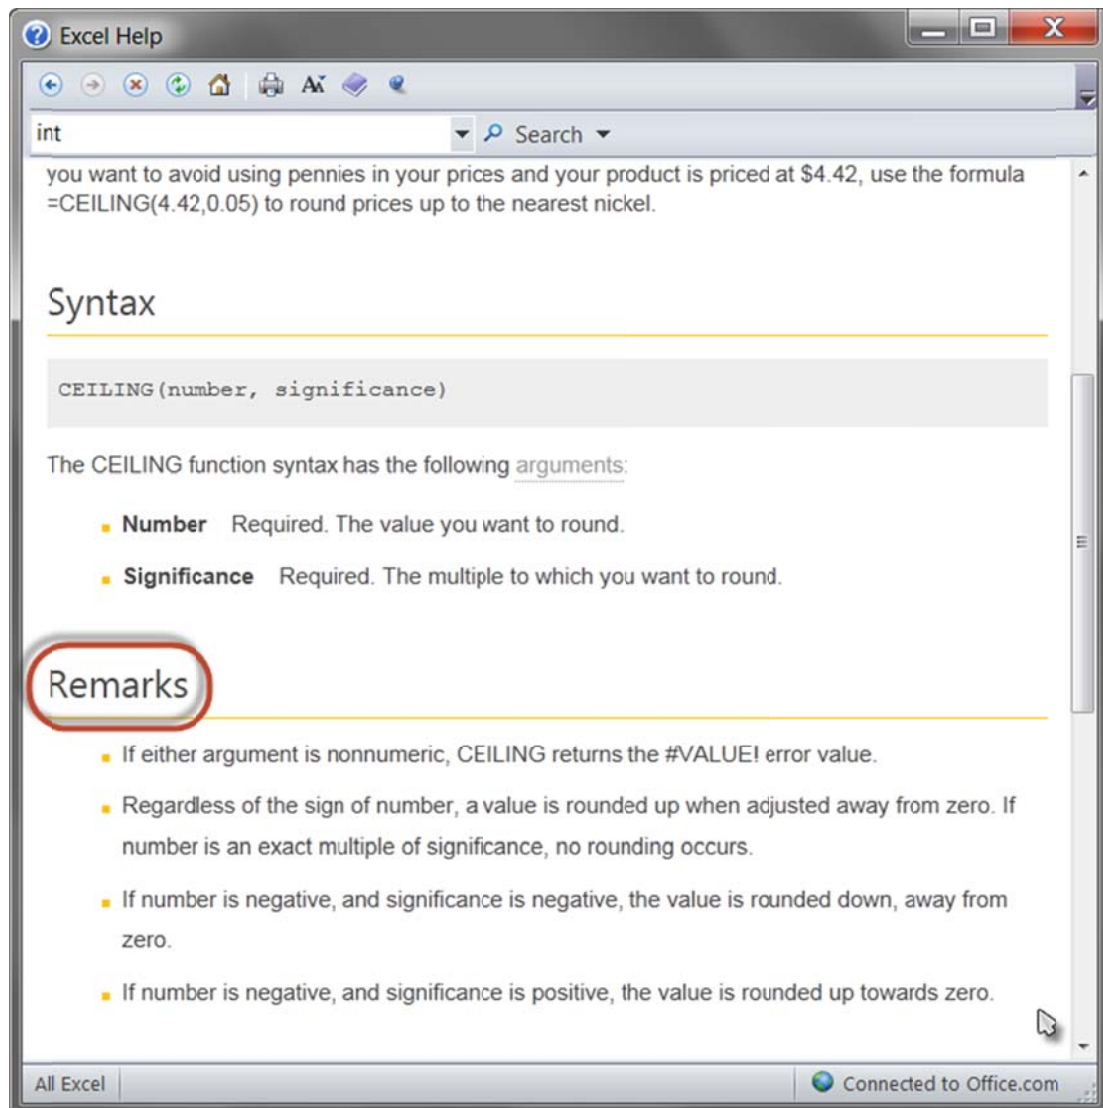 Excel Help
int
Search
you want to avoid using pennies in your prices and your product is priced at $4.42, use the formula
=CEILING(4.42,0.05) to round prices up to the nearest nickel.
Syntax
CEILING(number, significance)
The CEILING function syntax has the following arguments:
Number Required. The value you want to round.
Significance Required. The multiple to which you want to round.
Remarks
If either argument is nonnumeric, CEILING returns the #VALUE! error value.
Regardless of the sign of number, a value is rounded up when adjusted away from zero. If
number is an exact multiple of significance, no rounding occurs.
If number is negative, and significance is negative, the value is rounded down, away from
zero.
If number is negative, and significance is positive, the value is rounded up towards zero.
All Excel
Connected to Office.com